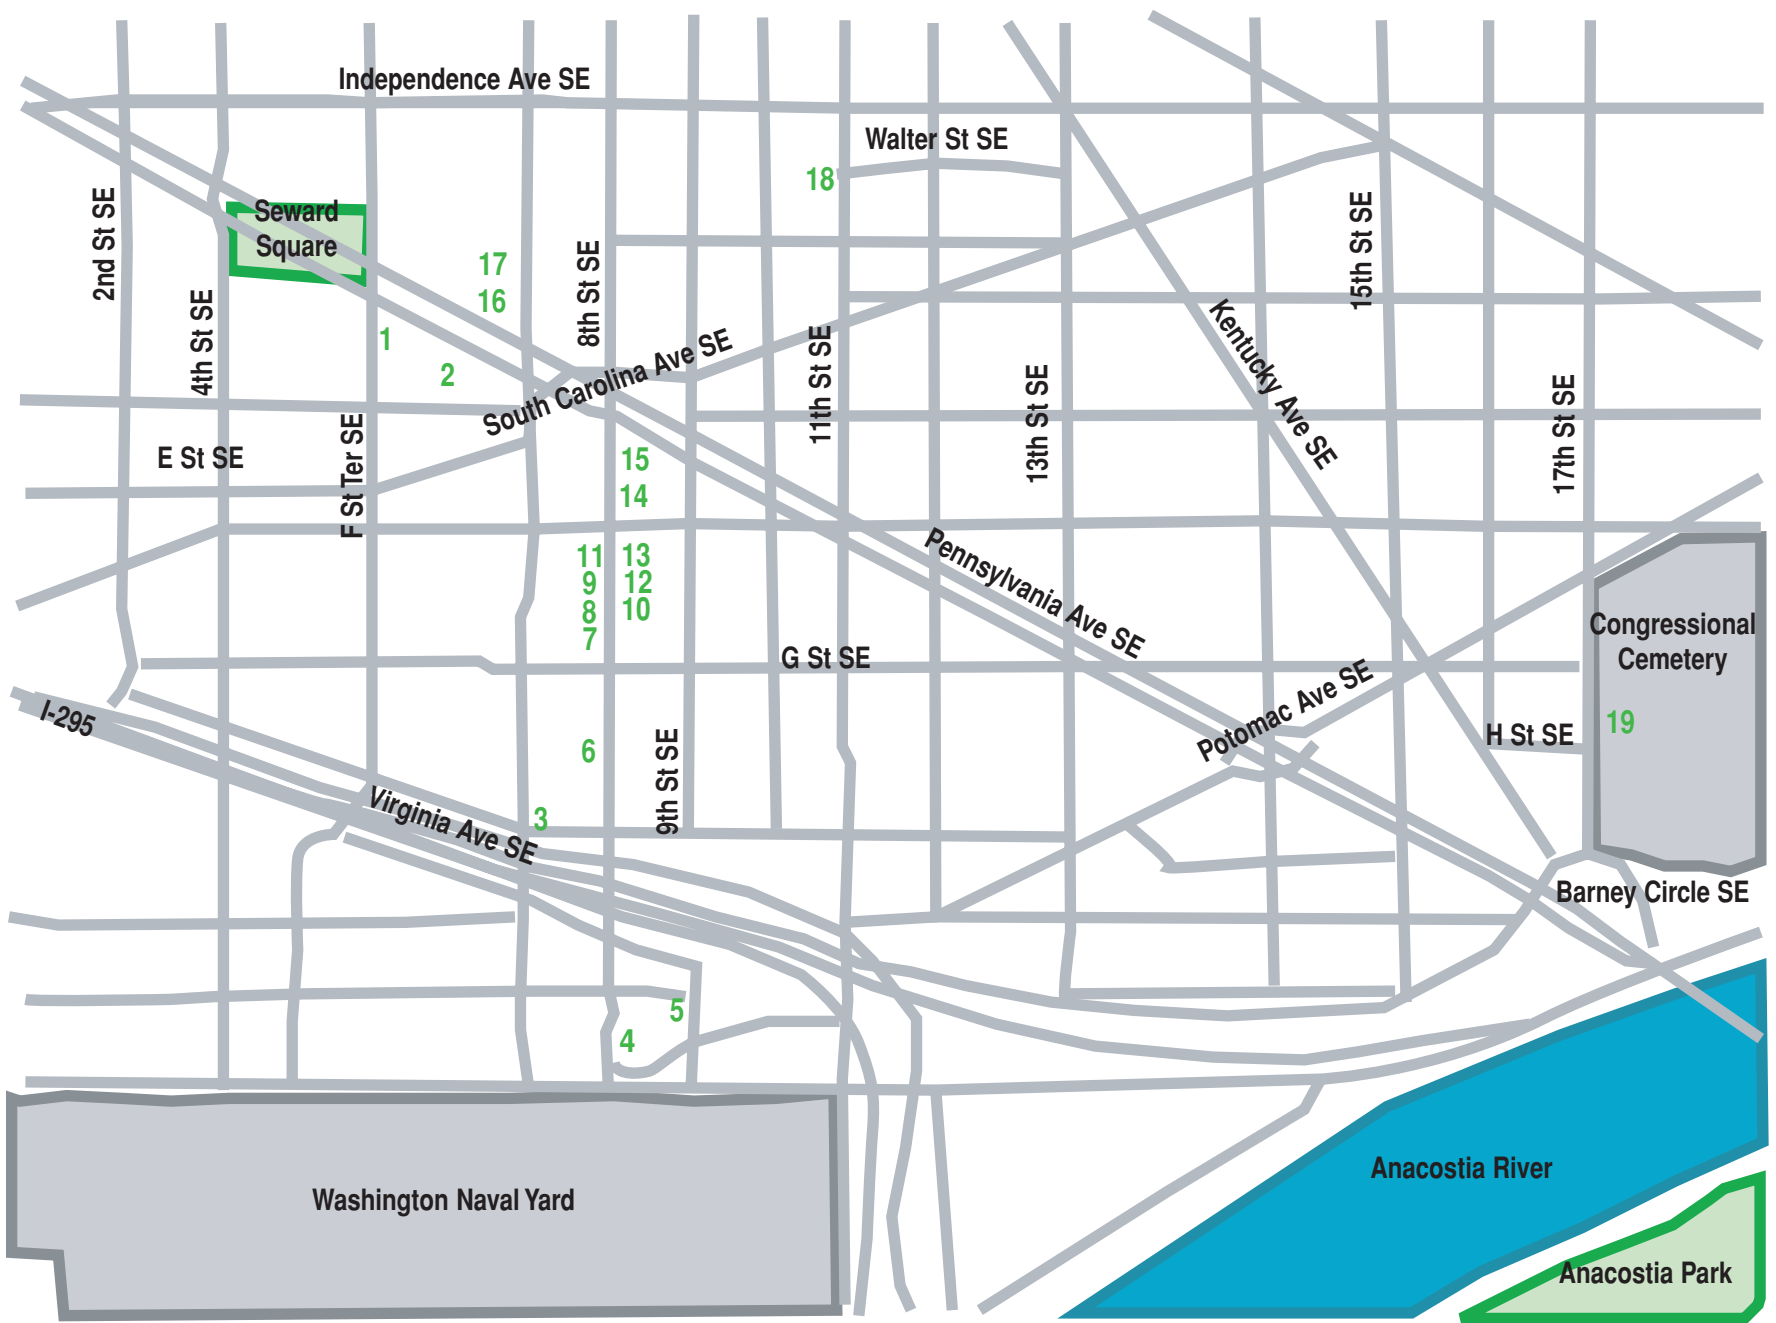 Independence Ave SE
Walter St SE
18
2nd St SE
Seward
Square
17
16
8th St SE
15th St SE
4th St SE
1
2
South Carolina Ave SE
11th St SE
Kentucky Ave SE
13th St SE
17th St SE
E St SE
F St Ter SE
15
14
11
13
9
12
8
10
7
Pennsylvania Ave SE
G St SE
Congressional
Cemetery
Potomac Ave SE
I-295
19
H St SE
6
9th St SE
Virginia Ave SE
3
Barney Circle SE
5
4
Anacostia River
Washington Naval Yard
Anacostia Park